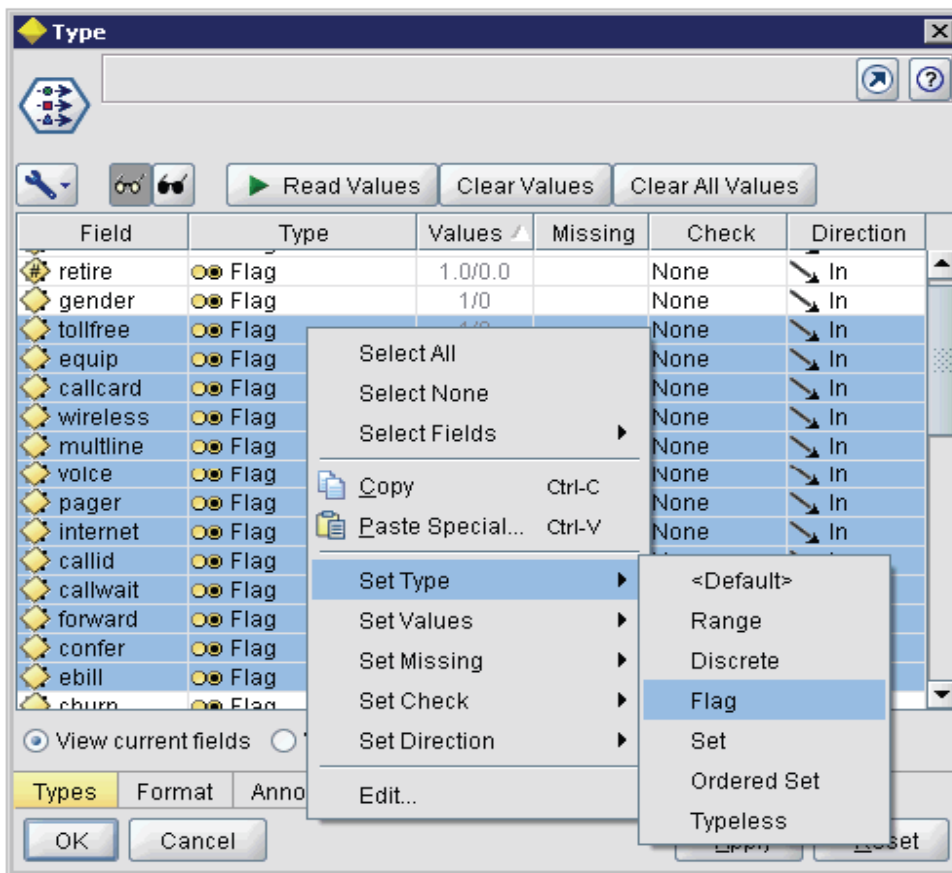 Type
Read Values Clear Values Clear All Values
Field Type Values Missing Check Direction
retire Flag 1.0/0.0 None In
gender Flag 1/0 None In
tollfree Flag None In
equip Flag None In
callcard Flag None In
wireless Flag None In
multline Flag None In
voice Flag None In
pager Flag None In
internet Flag None In
callid Flag
callwait Flag
forward Flag
confer Flag
ebill Flag
churn Flag
Select All
Select None
Select Fields
Copy Ctrl-C
Paste Special... Ctrl-V
Set Type
Set Values
Set Missing
Set Check
Set Direction
Edit...
<Default>
Range
Discrete
Flag
Set
Ordered Set
Typeless
View current fields
Types Format Anno
OK Cancel